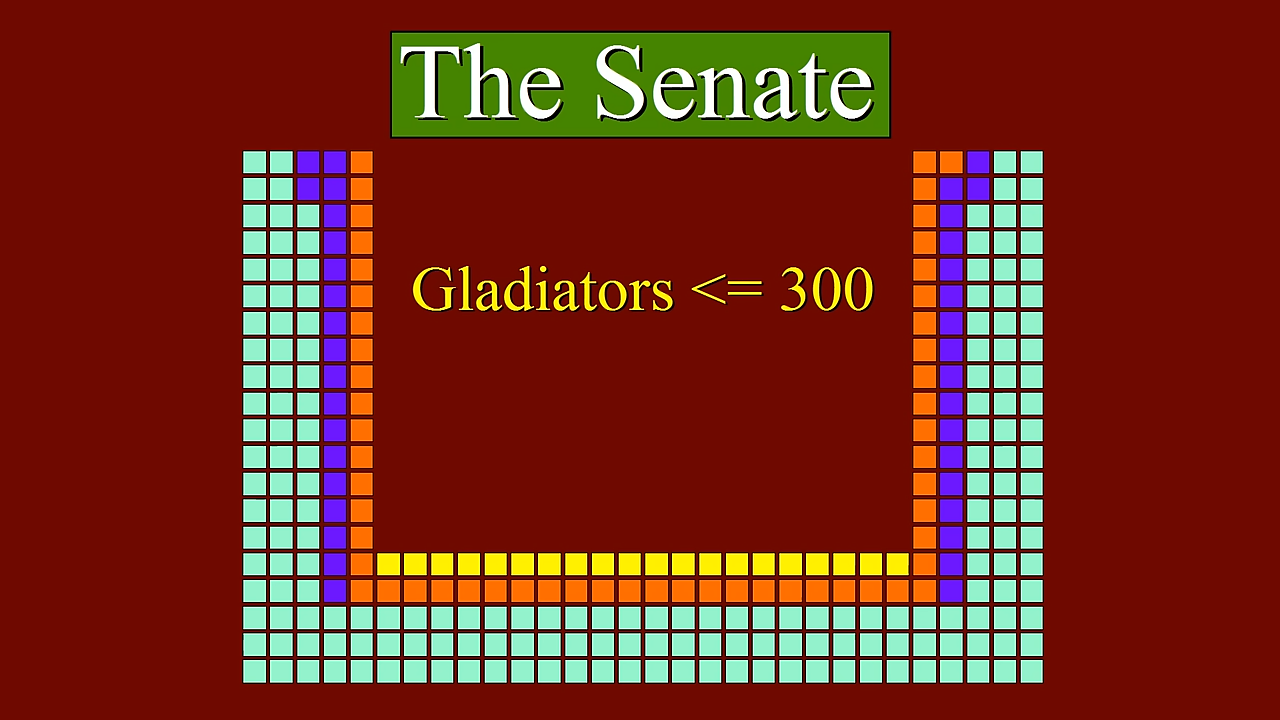 The Senate
Gladiators <= 300